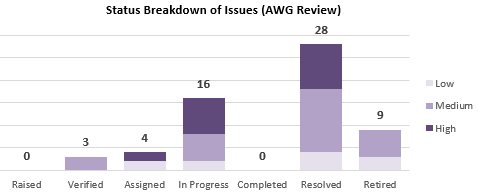 Status Breakdown of Issues (AWG Review)
28
16
9
4
3
0
0
Low
Medium
High
Raised Verified Assigned In Progress Completed Resolved Retired